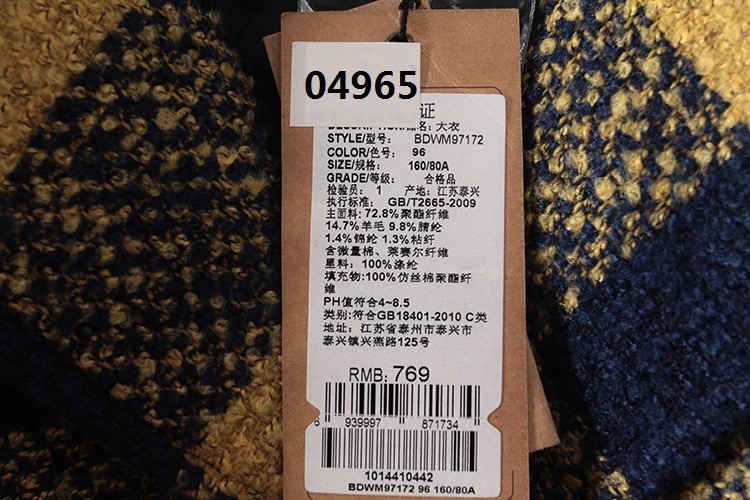 04965
证
大衣
STYLE/型号: BDWM97172
COLOR/色号: 96
SIZE/规格: 160/80A
GRADE/等级: 合格品
检验员: 1 产地: 江苏泰兴
执行标准: GB/T2665-2009
主面料: 72.8%聚酯纤维
14.7%羊毛 9.8%腈纶
1.4%锦纶 1.3%粘纤
含微量棉、莱赛尔纤维
里料: 100%涤纶
填充物:100%仿丝棉聚酯纤
维
PH值符合4~8.5
类别:符合GB18401-2010 C类
地址: 江苏省泰州市泰兴市
泰兴镇兴燕路125号
RMB: 769
6 939997 871734
1014410442
BDWM97172 96 160/80A